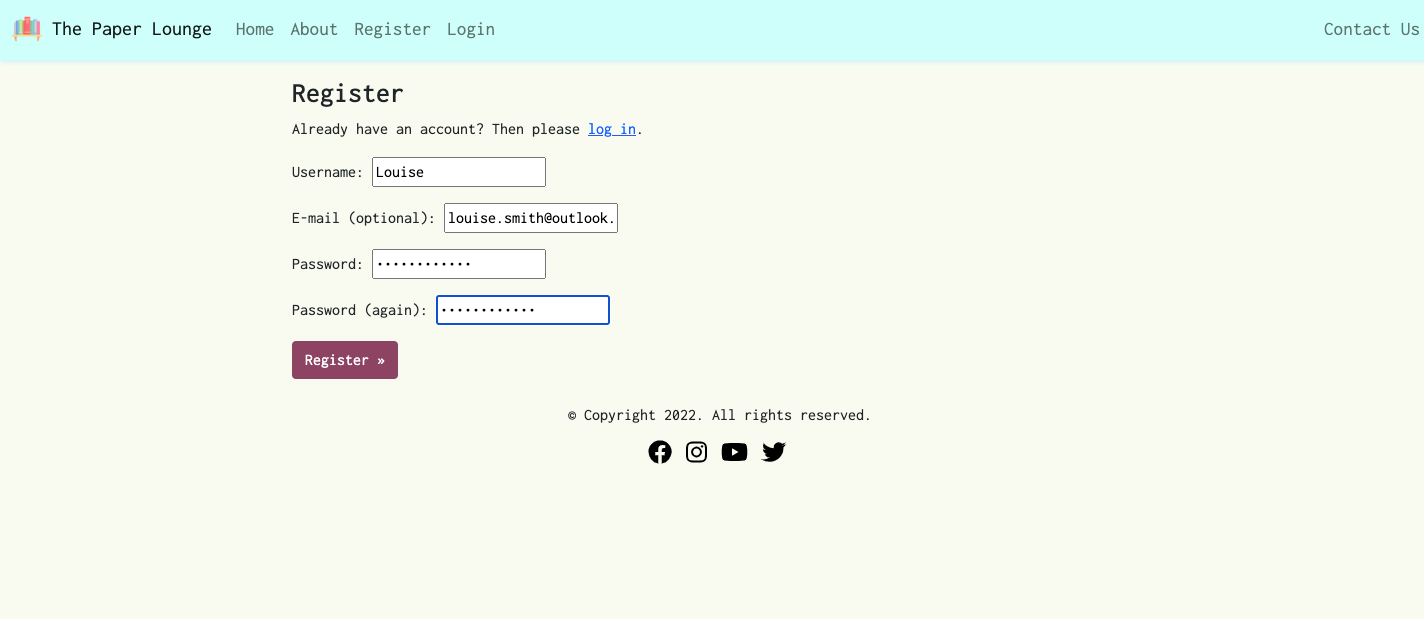 The Paper Lounge Home About Register Login Contact Us
Register
Already have an account? Then please log in.
Username: Louise
E-mail (optional): louise.smith@outlook.
Password: ••••••••••••
Password (again): ••••••••••••
Register »
© Copyright 2022. All rights reserved.